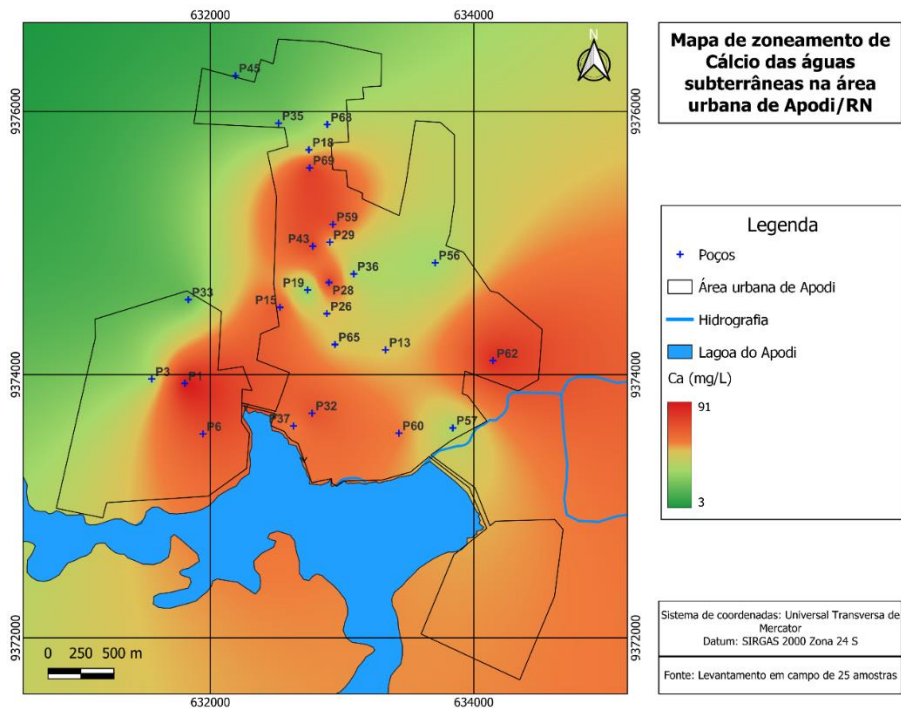 632000
634000
N
P45
9376000
9376000
P35
P68
P18
P69
P59
P29
P43
P56
P36
P19
P28
P33
P15
P26
P65
P13
P62
9374000
9374000
P3
P1
P32
P37
P57
P6
P60
9372000
9372000
0 250 500 m
632000
634000
Mapa de zoneamento de
Cálcio das águas
subterrâneas na área
urbana de Apodi/RN
Legenda
Poços
Área urbana de Apodi
Hidrografia
Lagoa do Apodi
Ca (mg/L)
91
3
Sistema de coordenadas: Universal Transversa de
Mercator
Datum: SIRGAS 2000 Zona 24 S
Fonte: Levantamento em campo de 25 amostras